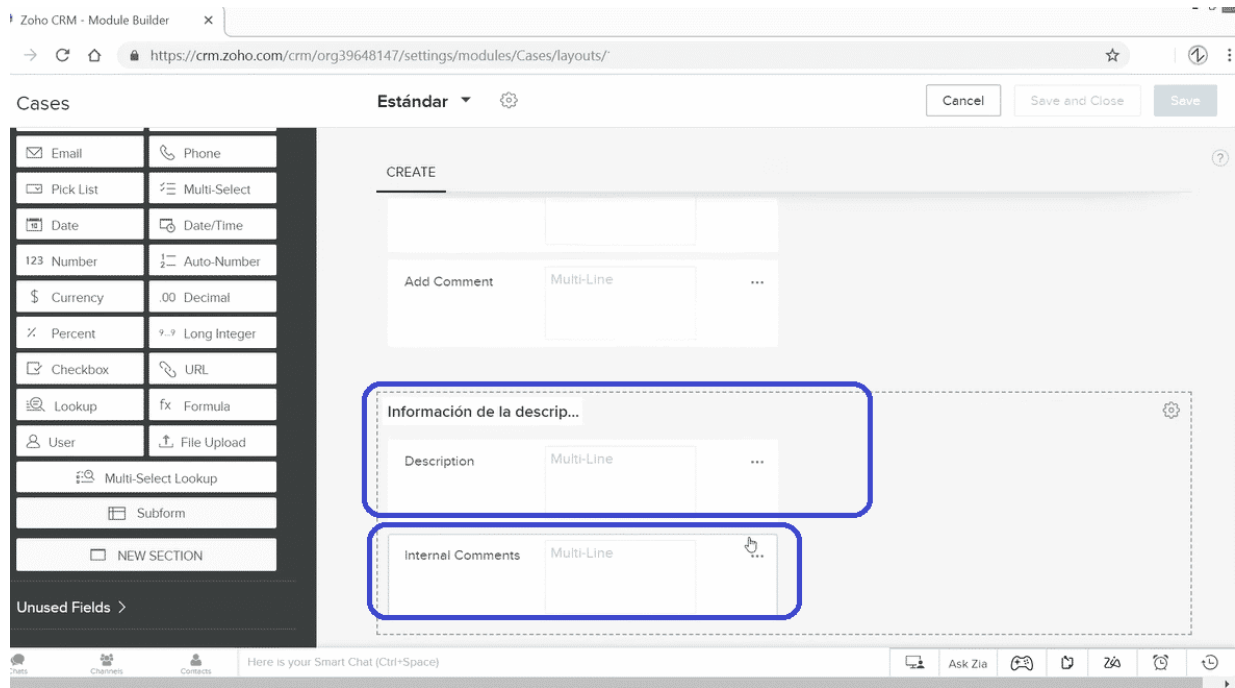 Zoho CRM - Module Builder
https://crm.zoho.com/crm/org39648147/settings/modules/Cases/layouts/
Cases
Estándar
Cancel
Save and Close
Save
Email
Phone
Pick List
Multi-Select
Date
Date/Time
123 Number
Auto-Number
$ Currency
.00 Decimal
% Percent
9..9 Long Integer
Checkbox
URL
Lookup
fx Formula
User
File Upload
Multi-Select Lookup
Subform
NEW SECTION
Unused Fields >
CREATE
?
Add Comment
Multi-Line
...
Información de la descrip...
Description
Multi-Line
...
Internal Comments
Multi-Line
...
Chats
Channels
Contacts
Here is your Smart Chat (Ctrl+Space)
Ask Zia